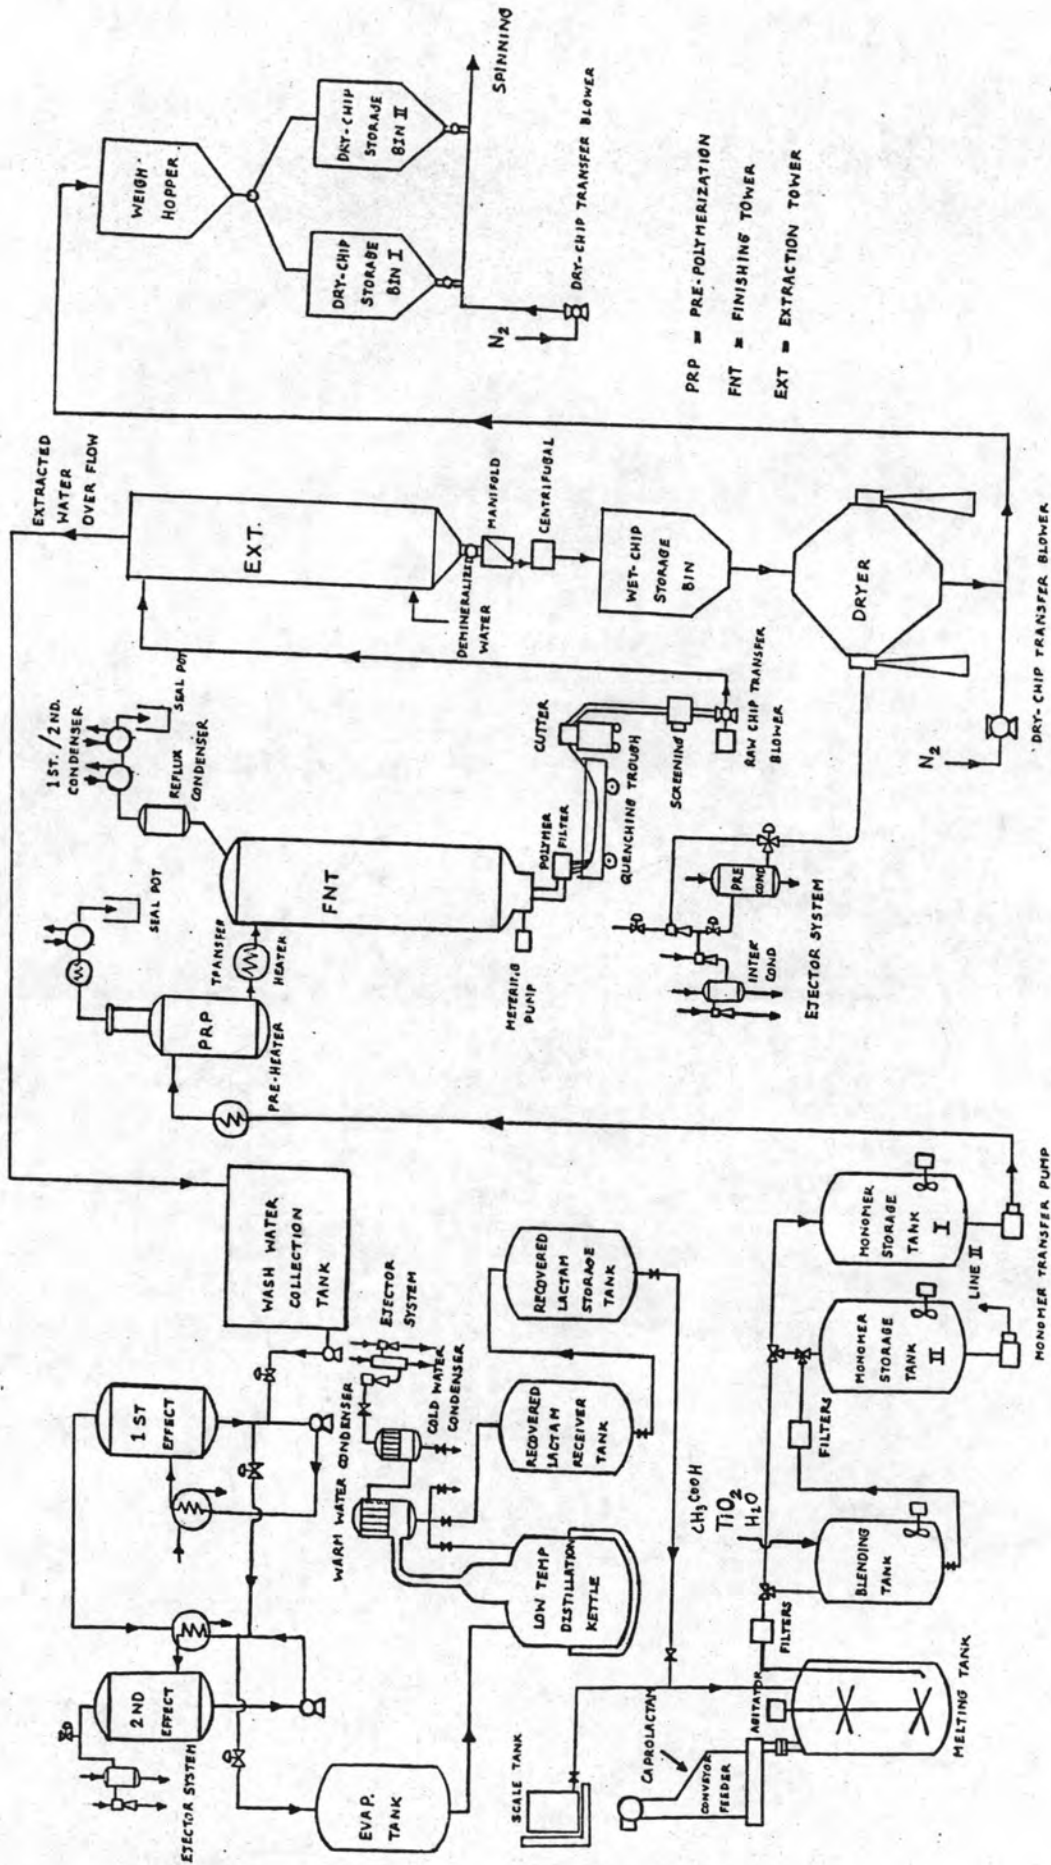 1ST
EFFECT
2ND
EFFECT
EJECTOR SYSTEM
EVAP.
TANK
WASH WATER
COLLECTION
TANK
WARM WATER CONDENSER
COLD WATER
CONDENSER
EJECTOR
SYSTEM
LOW TEMP
DISTILLATION
KETTLE
RECOVERED
LACTAM
RECEIVER
TANK
RECOVERED
LACTAM
STORAGE
TANK
SCALE TANK
CAPROLACTAM
CONVEYOR
FEEDER
AGITATOR
MELTING TANK
FILTERS
CH3COOH
TiO2
H2O
BLENDING
TANK
FILTERS
MONOMER
STORAGE
TANK
II
MONOMER
STORAGE
TANK
I
LINE II
MONOMER TRANSFER PUMP
PRE-HEATER
PRP
TRANSFER
HEATER
SEAL POT
1ST./2ND.
CONDENSER
SEAL POT
REFLUX
CONDENSER
FNT
METERING
PUMP
POLYMER
FILTER
QUENCHING TROUGH
CUTTER
SCREENING
RAW CHIP TRANSFER
BLOWER
PRE
COND
INTER
COND
EJECTOR SYSTEM
EXTRACTED
WATER
OVER FLOW
EXT.
DEMINERALIZED
WATER
MANIFOLD
CENTRIFUGAL
WET-CHIP
STORAGE
BIN
DRYER
N2
DRY-CHIP TRANSFER BLOWER
WEIGH
HOPPER.
DRY-CHIP
STORAGE
BIN I
DRY-CHIP
STORAGE
BIN II
SPINNING
N2
DRY-CHIP TRANSFER BLOWER
PRP = PRE-POLYMERIZATION
FNT = FINISHING TOWER
EXT = EXTRACTION TOWER